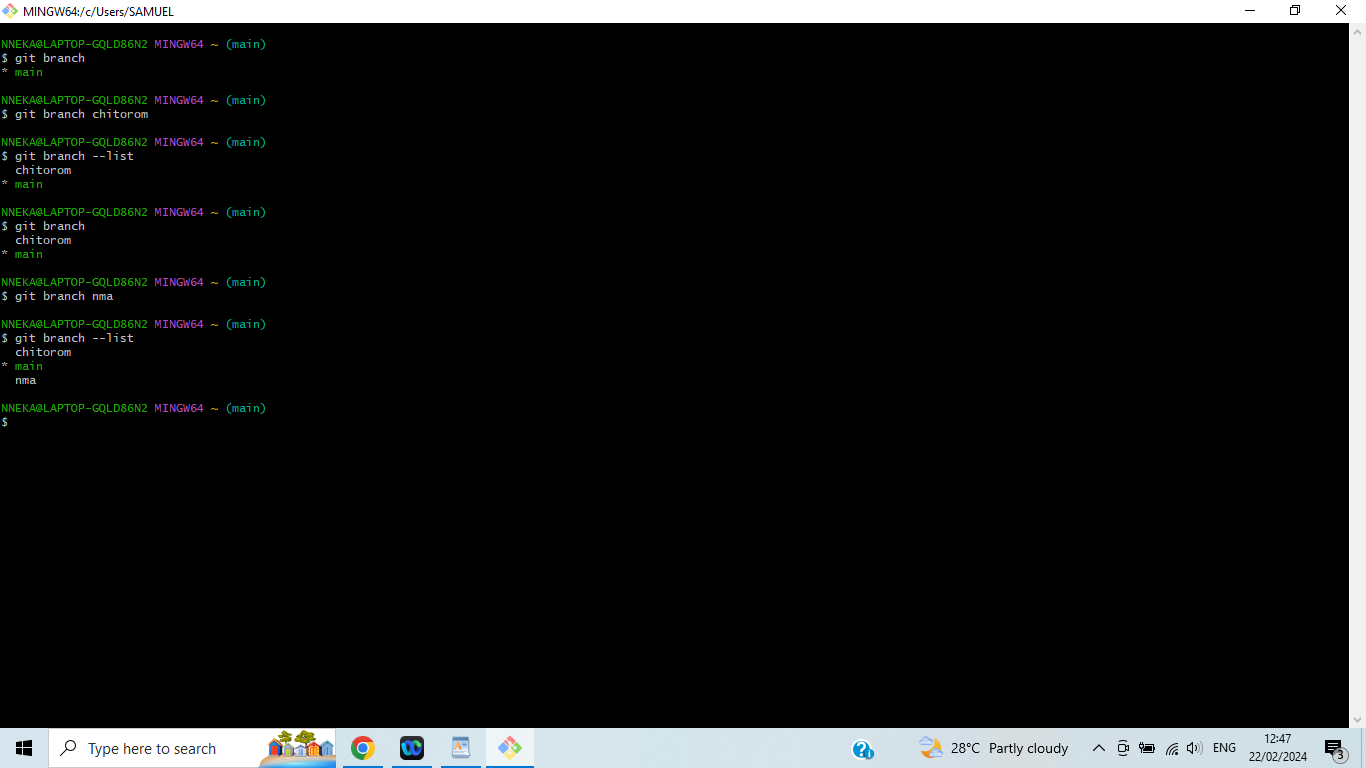 MINGW64:/c/Users/SAMUEL
NNEKA@LAPTOP-GQLD86N2 MINGW64 ~ (main)
$ git branch
* main
NNEKA@LAPTOP-GQLD86N2 MINGW64 ~ (main)
$ git branch chitorom
NNEKA@LAPTOP-GQLD86N2 MINGW64 ~ (main)
$ git branch --list
chitorom
* main
NNEKA@LAPTOP-GQLD86N2 MINGW64 ~ (main)
$ git branch
chitorom
* main
NNEKA@LAPTOP-GQLD86N2 MINGW64 ~ (main)
$ git branch nma
NNEKA@LAPTOP-GQLD86N2 MINGW64 ~ (main)
$ git branch --list
chitorom
* main
nma
NNEKA@LAPTOP-GQLD86N2 MINGW64 ~ (main)
$
Type here to search
28°C Partly cloudy
ENG
12:47
22/02/2024
3